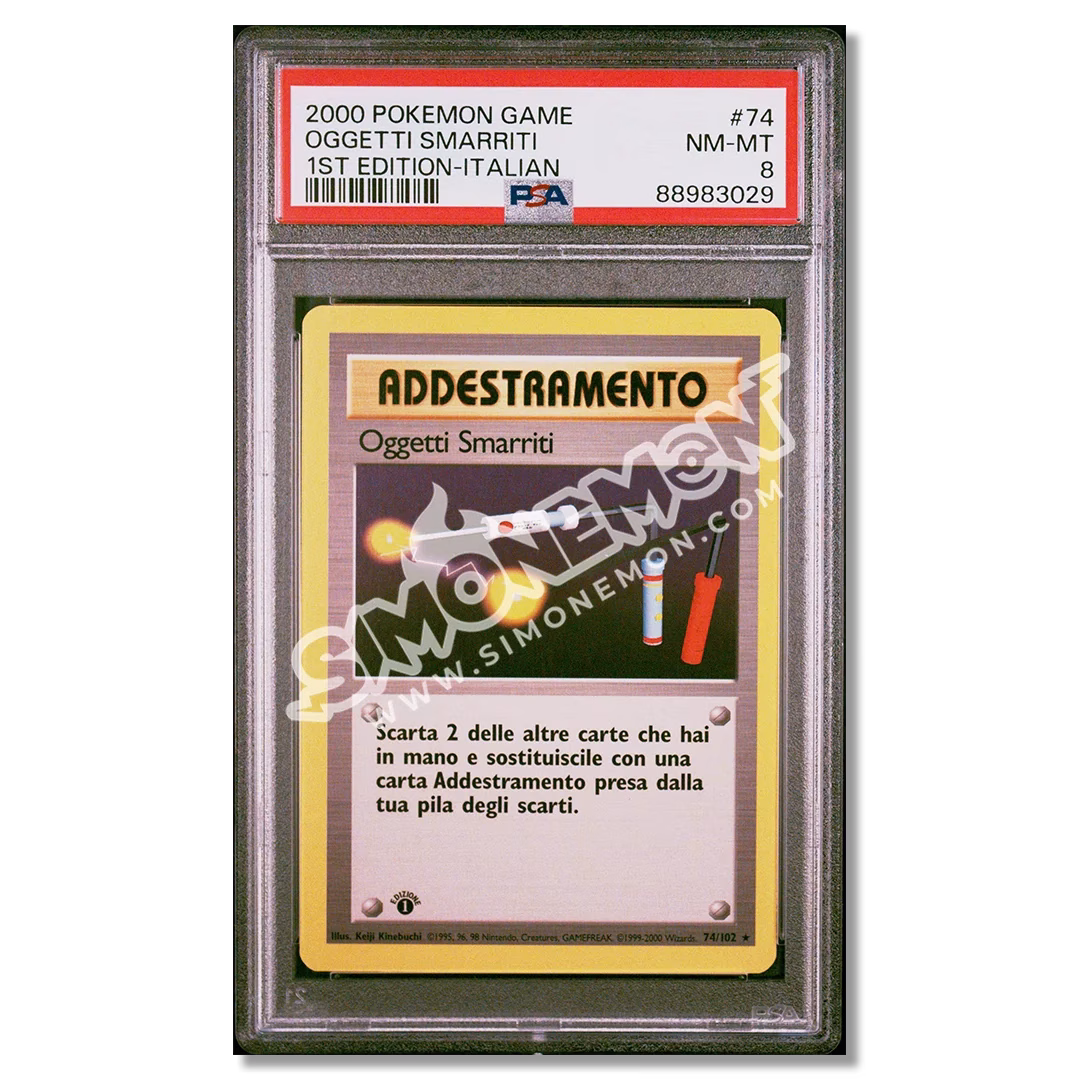 2000 POKEMON GAME #74
OGGETTI SMARRITI NM-MT
1ST EDITION-ITALIAN 8
PSA 88983029
ADDESTRAMENTO
Oggetti Smarriti
SIMONEMON
WWW.SIMONEMON.COM
Scarta 2 delle altre carte che hai
in mano e sostituiscile con una
carta Addestramento presa dalla
tua pila degli scarti.
EDIZIONE
1
Illus. Keiji Kinebuchi ©1995, 96, 98 Nintendo, Creatures, GAMEFREAK. ©1999-2000 Wizards. 74/102 ★
PSA